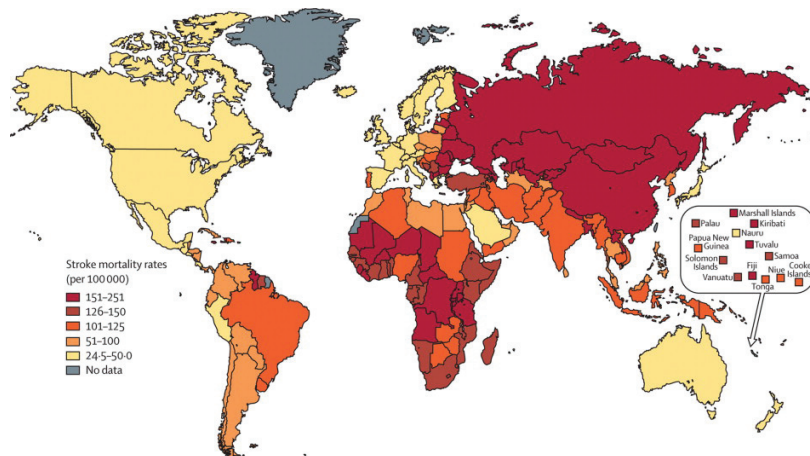 Stroke mortality rates
(per 100 000)
151–251
126–150
101–125
51–100
24·5–50·0
No data
Marshall Islands
Palau
Kiribati
Nauru
Papua New
Guinea
Tuvalu
Solomon
Islands
Samoa
Fiji
Niue
Cook
Islands
Vanuatu
Tonga